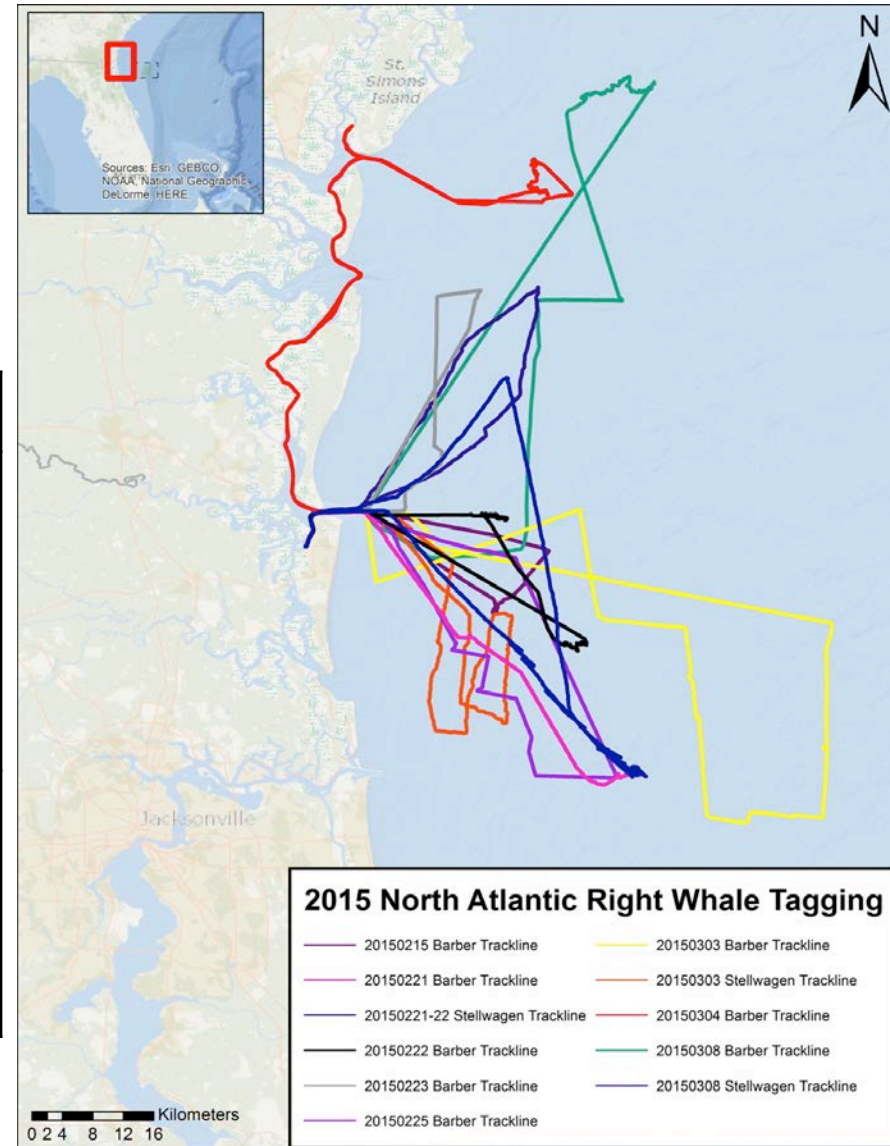 Sources: Esri, GEBCO,
NOAA, National Geographic,
DeLorme, HERE,
St.
Simons
Island
N
Jacksonville
2015 North Atlantic Right Whale Tagging
20150215 Barber Trackline
20150221 Barber Trackline
20150221-22 Stellwagen Trackline
20150222 Barber Trackline
20150223 Barber Trackline
20150225 Barber Trackline
20150303 Barber Trackline
20150303 Stellwagen Trackline
20150304 Barber Trackline
20150308 Barber Trackline
20150308 Stellwagen Trackline
Kilometers
0 2 4 8 12 16